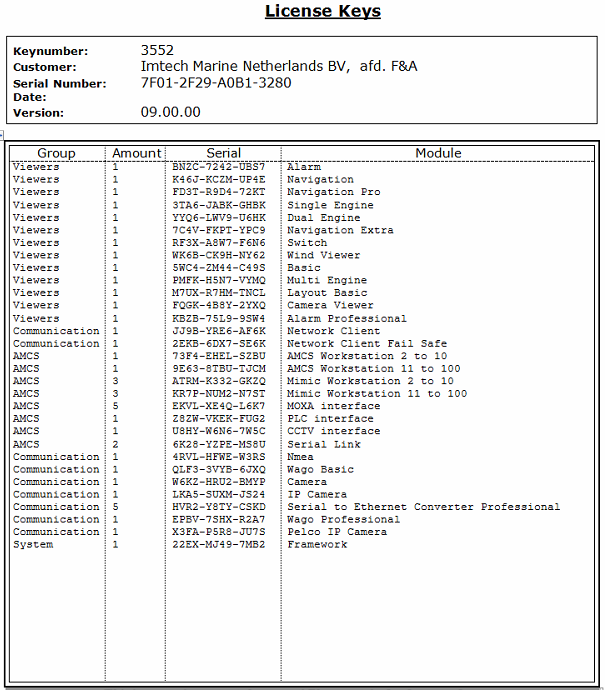 License Keys
Keynumber: 3552
Customer: Imtech Marine Netherlands BV, afd. F&A
Serial Number: 7F01-2F29-A0B1-3280
Date:
Version: 09.00.00
Group Amount Serial Module
Viewers 1 BNZC-7242-UBS7 Alarm
Viewers 1 K46J-KCZM-UP4E Navigation
Viewers 1 FD3T-R9D4-72KT Navigation Pro
Viewers 1 3TA6-JABK-GHBK Single Engine
Viewers 1 YYQ6-LWV9-U6HK Dual Engine
Viewers 1 7C4V-FKPT-YPC9 Navigation Extra
Viewers 1 RF3X-A8W7-F6N6 Switch
Viewers 1 WK6B-CK9H-NY62 Wind Viewer
Viewers 1 5WC4-ZM44-C49S Basic
Viewers 1 PMFK-H5N7-VYMQ Multi Engine
Viewers 1 M7UX-R7HM-TNCL Layout Basic
Viewers 1 FQGK-4B8Y-2YXQ Camera Viewer
Viewers 1 KBZB-75L9-9SW4 Alarm Professional
Communication 1 JJ9B-YRE6-AF6K Network Client
Communication 1 2EKB-6DX7-SE6K Network Client Fail Safe
AMCS 1 73F4-EHEL-SZBU AMCS Workstation 2 to 10
AMCS 1 9E63-8TBU-TJCM AMCS Workstation 11 to 100
AMCS 3 ATRM-K332-GKZQ Mimic Workstation 2 to 10
AMCS 3 KR7P-NUM2-N7ST Mimic Workstation 11 to 100
AMCS 5 EKVL-XE4Q-L6K7 MOXA interface
AMCS 1 Z8ZW-VKEK-FUG2 PLC interface
AMCS 1 U8HY-W6N6-7W5C CCTV interface
AMCS 2 6K28-YZPE-MS8U Serial Link
Communication 1 4RVL-HFWE-W3RS Nmea
Communication 1 QLF3-3VYB-6JXQ Wago Basic
Communication 1 W6KZ-HRU2-BMYP Camera
Communication 1 LKA5-SUXM-JS24 IP Camera
Communication 5 HVR2-Y8TY-CSKD Serial to Ethernet Converter Professional
Communication 1 EPBV-7SHX-R2A7 Wago Professional
Communication 1 X3FA-P5R8-JU7S Pelco IP Camera
System 1 22EX-MJ49-7MB2 Framework